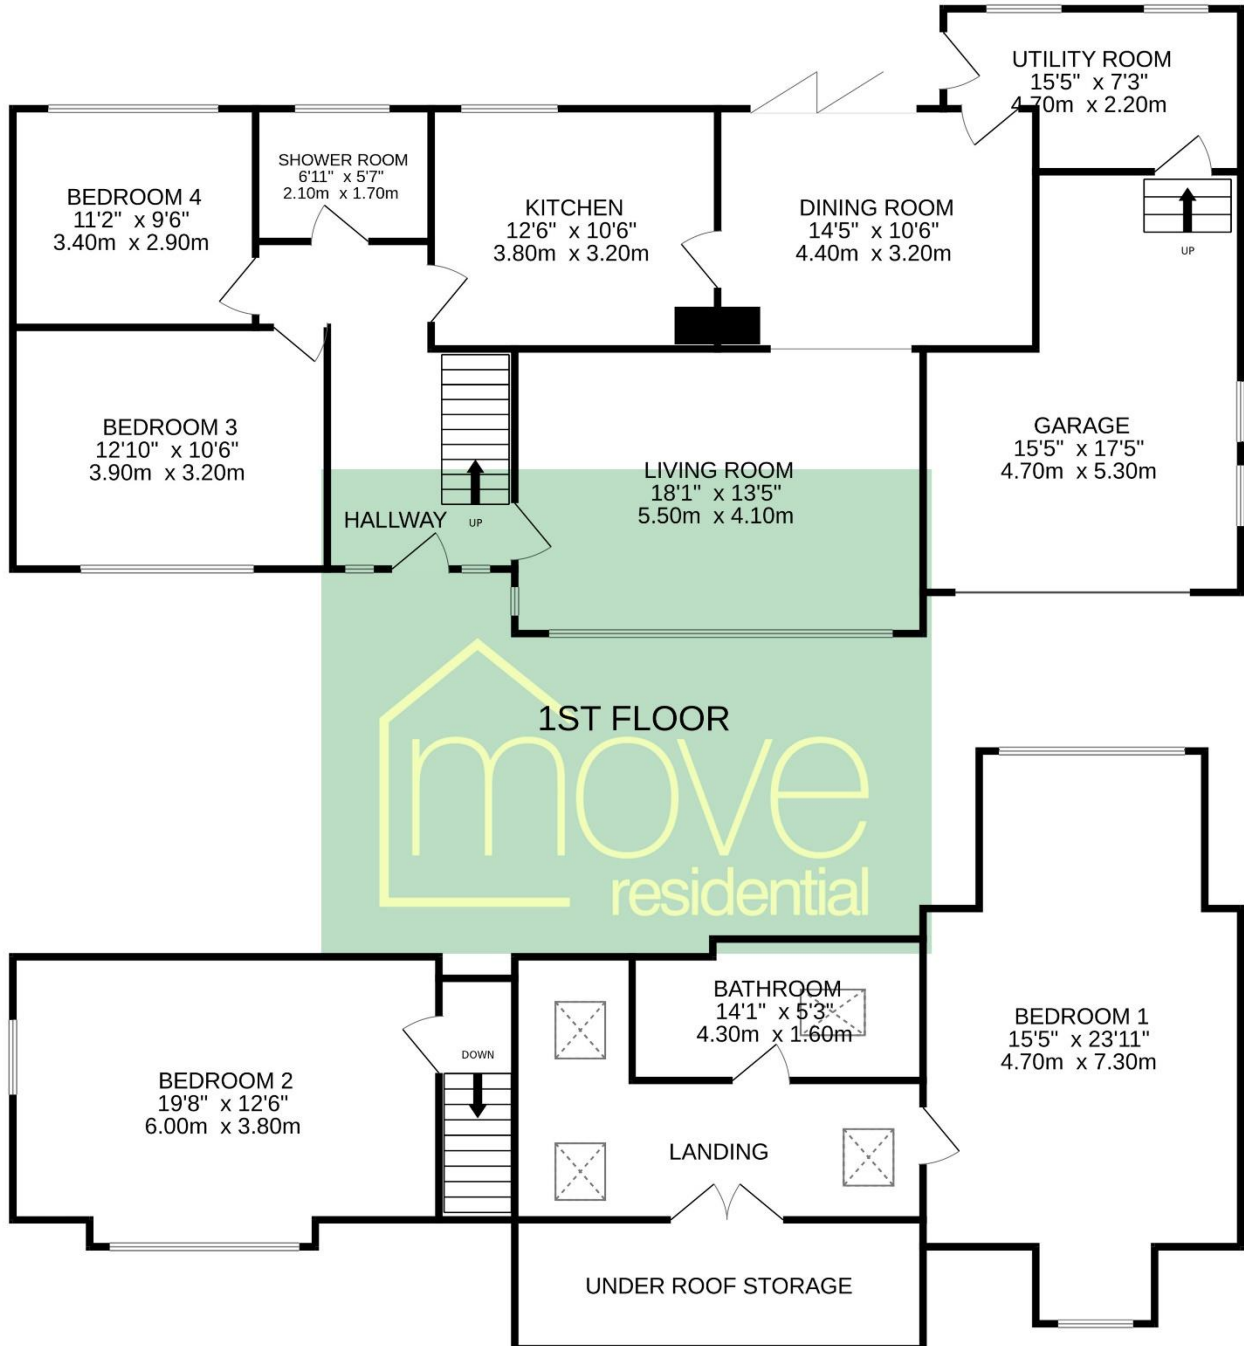 UTILITY ROOM
15'5" x 7'3"
4.70m x 2.20m
SHOWER ROOM
6'11" x 5'7"
2.10m x 1.70m
BEDROOM 4
11'2" x 9'6"
3.40m x 2.90m
KITCHEN
12'6" x 10'6"
3.80m x 3.20m
DINING ROOM
14'5" x 10'6"
4.40m x 3.20m
UP
BEDROOM 3
12'10" x 10'6"
3.90m x 3.20m
GARAGE
15'5" x 17'5"
4.70m x 5.30m
LIVING ROOM
18'1" x 13'5"
5.50m x 4.10m
HALLWAY
UP
1ST FLOOR
move
residential
BATHROOM
14'1" x 5'3"
4.30m x 1.60m
BEDROOM 1
15'5" x 23'11"
4.70m x 7.30m
DOWN
BEDROOM 2
19'8" x 12'6"
6.00m x 3.80m
LANDING
UNDER ROOF STORAGE